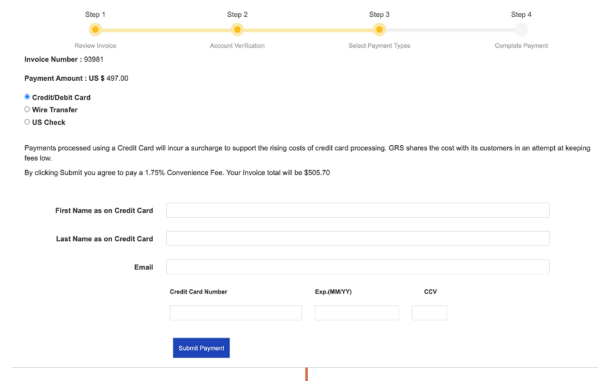 Step 1 Step 2 Step 3 Step 4
Review Invoice Account Verification Select Payment Types Complete Payment
Invoice Number : 93981
Payment Amount : US $ 497.00
Credit/Debit Card
Wire Transfer
US Check
Payments processed using a Credit Card will incur a surcharge to support the rising costs of credit card processing. GRS shares the cost with its customers in an attempt at keeping
fees low.
By clicking Submit you agree to pay a 1.75% Convenience Fee. Your Invoice total will be $505.70
First Name as on Credit Card
Last Name as on Credit Card
Email
Credit Card Number Exp.(MM/YY) CCV
Submit Payment